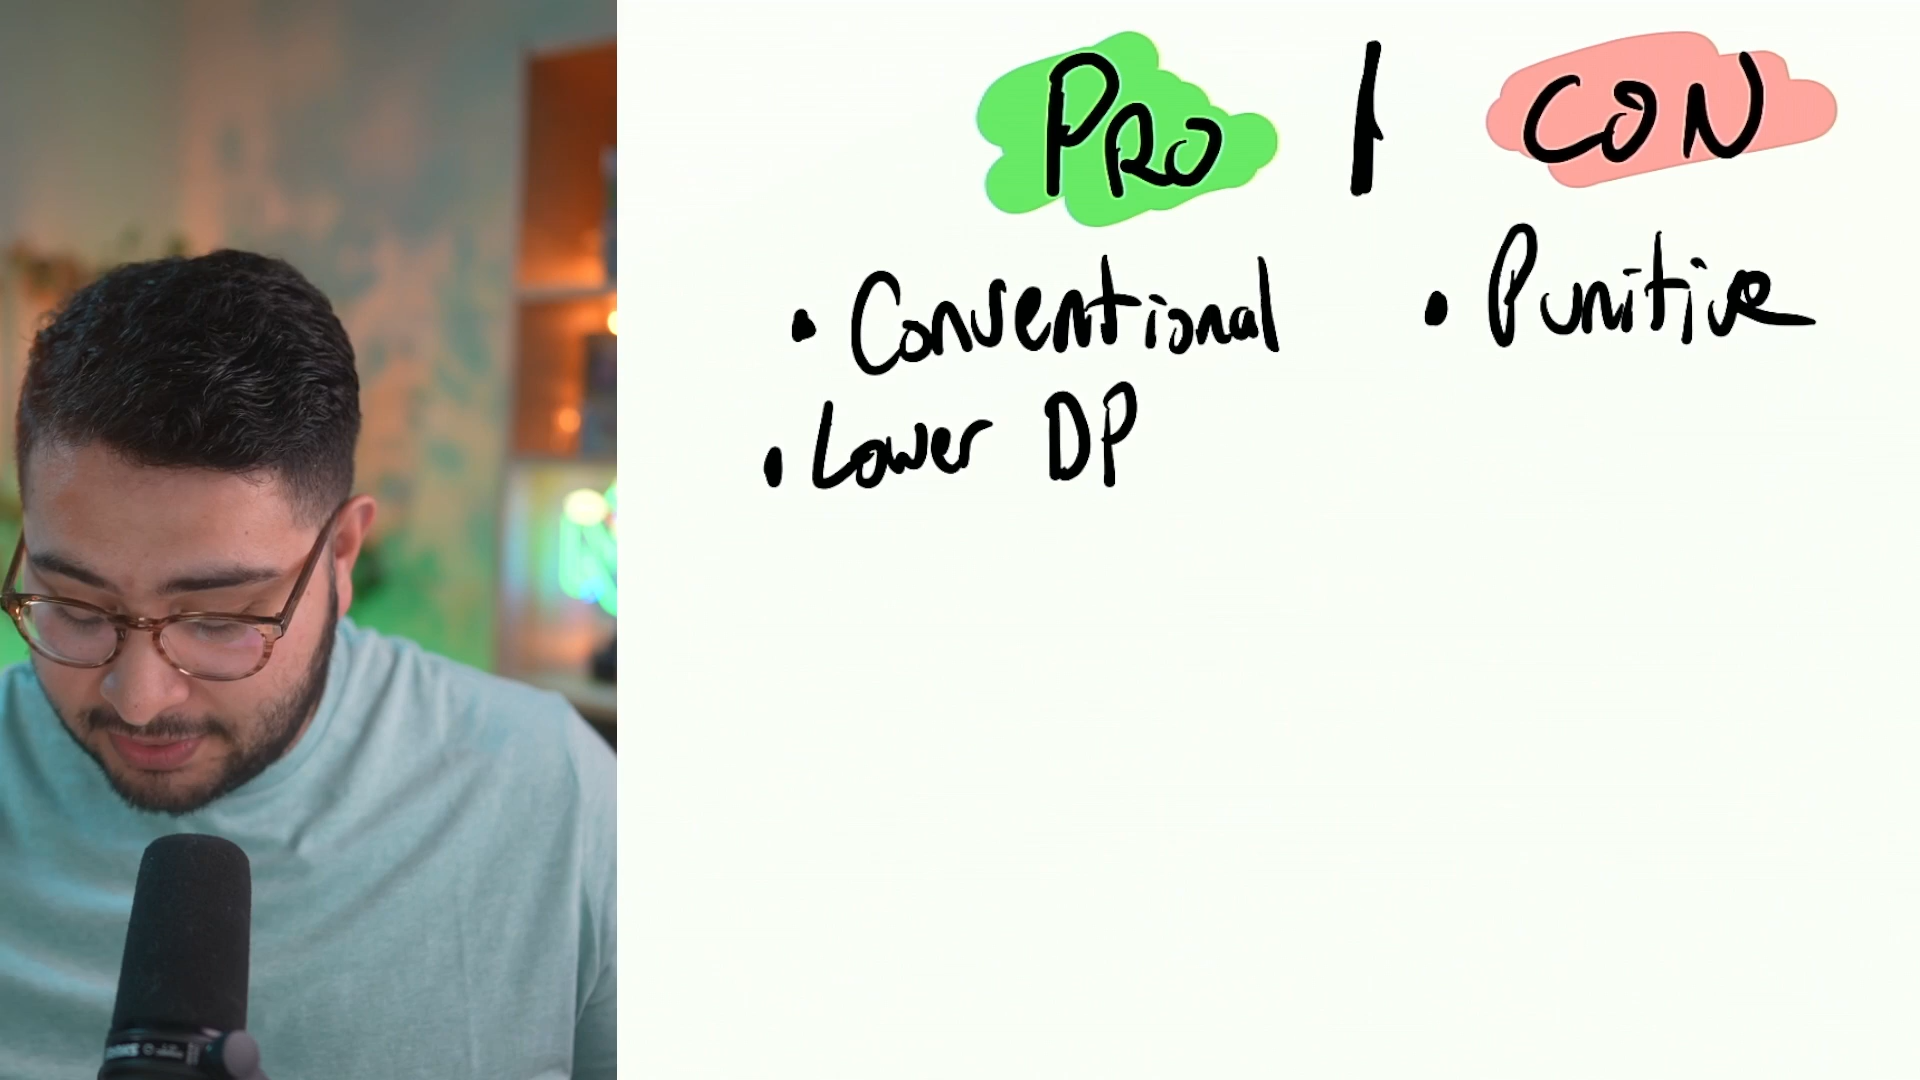 PRO | CON
• Conventional
• Lower DP
• Punitive